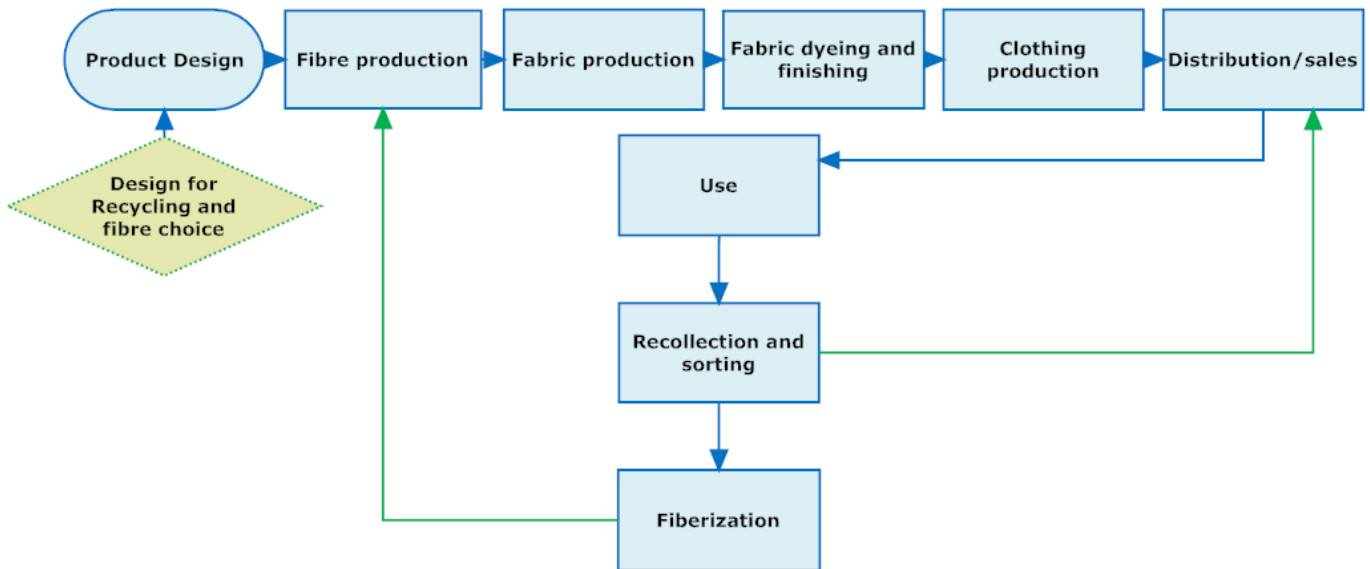 Product Design
Fibre production
Fabric production
Fabric dyeing and
finishing
Clothing
production
Distribution/sales
Design for
Recycling and
fibre choice
Use
Recollection and
sorting
Fiberization